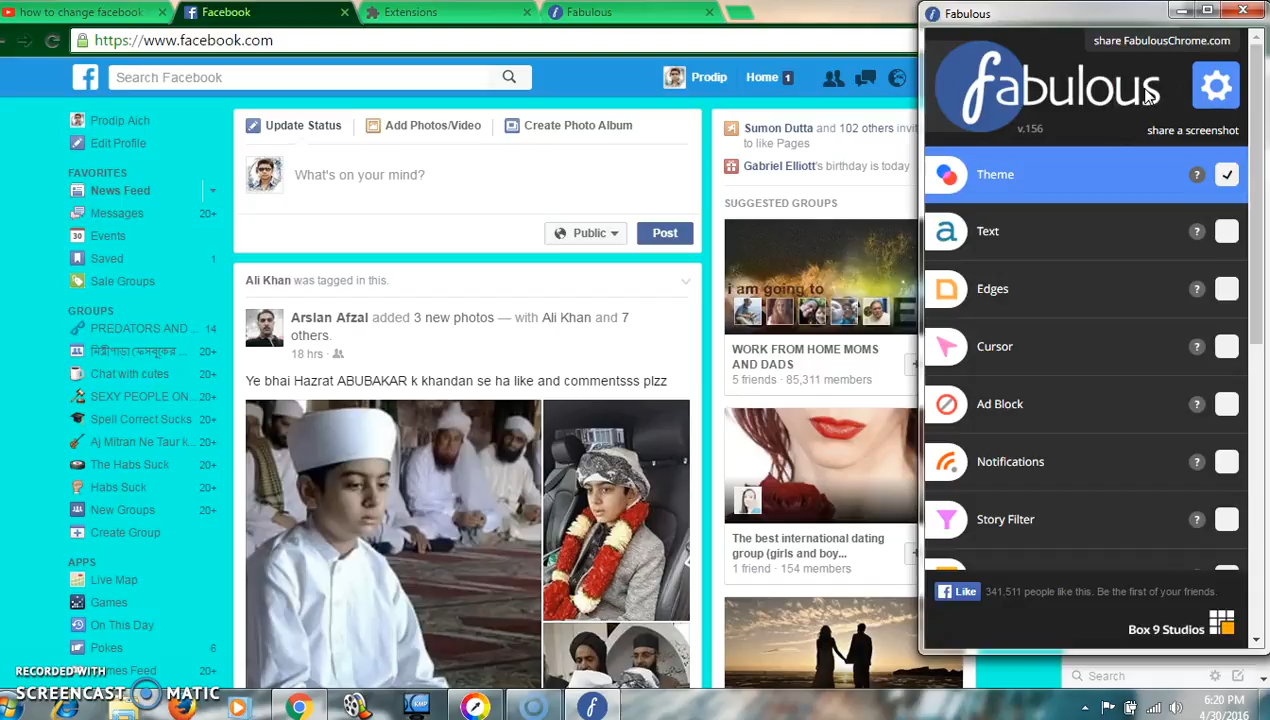 how to change facebook
Facebook
Extensions
Fabulous
https://www.facebook.com
Search Facebook
Prodip
Home 1
Prodip Aich
Edit Profile
FAVORITES
News Feed
Messages 20+
Events
Saved 1
Sale Groups
GROUPS
PREDATORS AND ... 14
20+
Chat with cutes 20+
SEXY PEOPLE ON... 20+
Spell Correct Sucks 20+
Aj Mitran Ne Taur k... 20+
The Habs Suck 20+
Habs Suck 20+
New Groups 20+
Create Group
APPS
Live Map
Games
On This Day
Pokes 6
Games Feed 20+
Update Status
Add Photos/Video
Create Photo Album
What's on your mind?
Public
Post
Ali Khan was tagged in this.
Arslan Afzal added 3 new photos — with Ali Khan and 7
others.
18 hrs
Ye bhai Hazrat ABUBAKAR k khandan se ha like and commentsss plzz
Sumon Dutta and 102 others invi
to like Pages
Gabriel Elliott's birthday is today
SUGGESTED GROUPS
i am going to
WORK FROM HOME MOMS
AND DADS
5 friends · 85,311 members
The best international dating
group (girls and boy...
1 friend · 154 members
Fabulous
share FabulousChrome.com
fabulous
v.156
share a screenshot
Theme ?
Text ?
Edges ?
Cursor ?
Ad Block ?
Notifications ?
Story Filter ?
Like
341,511 people like this. Be the first of your friends.
Box 9 Studios
Search
RECORDED WITH
SCREENCAST MATIC
6:20 PM
4/30/2016